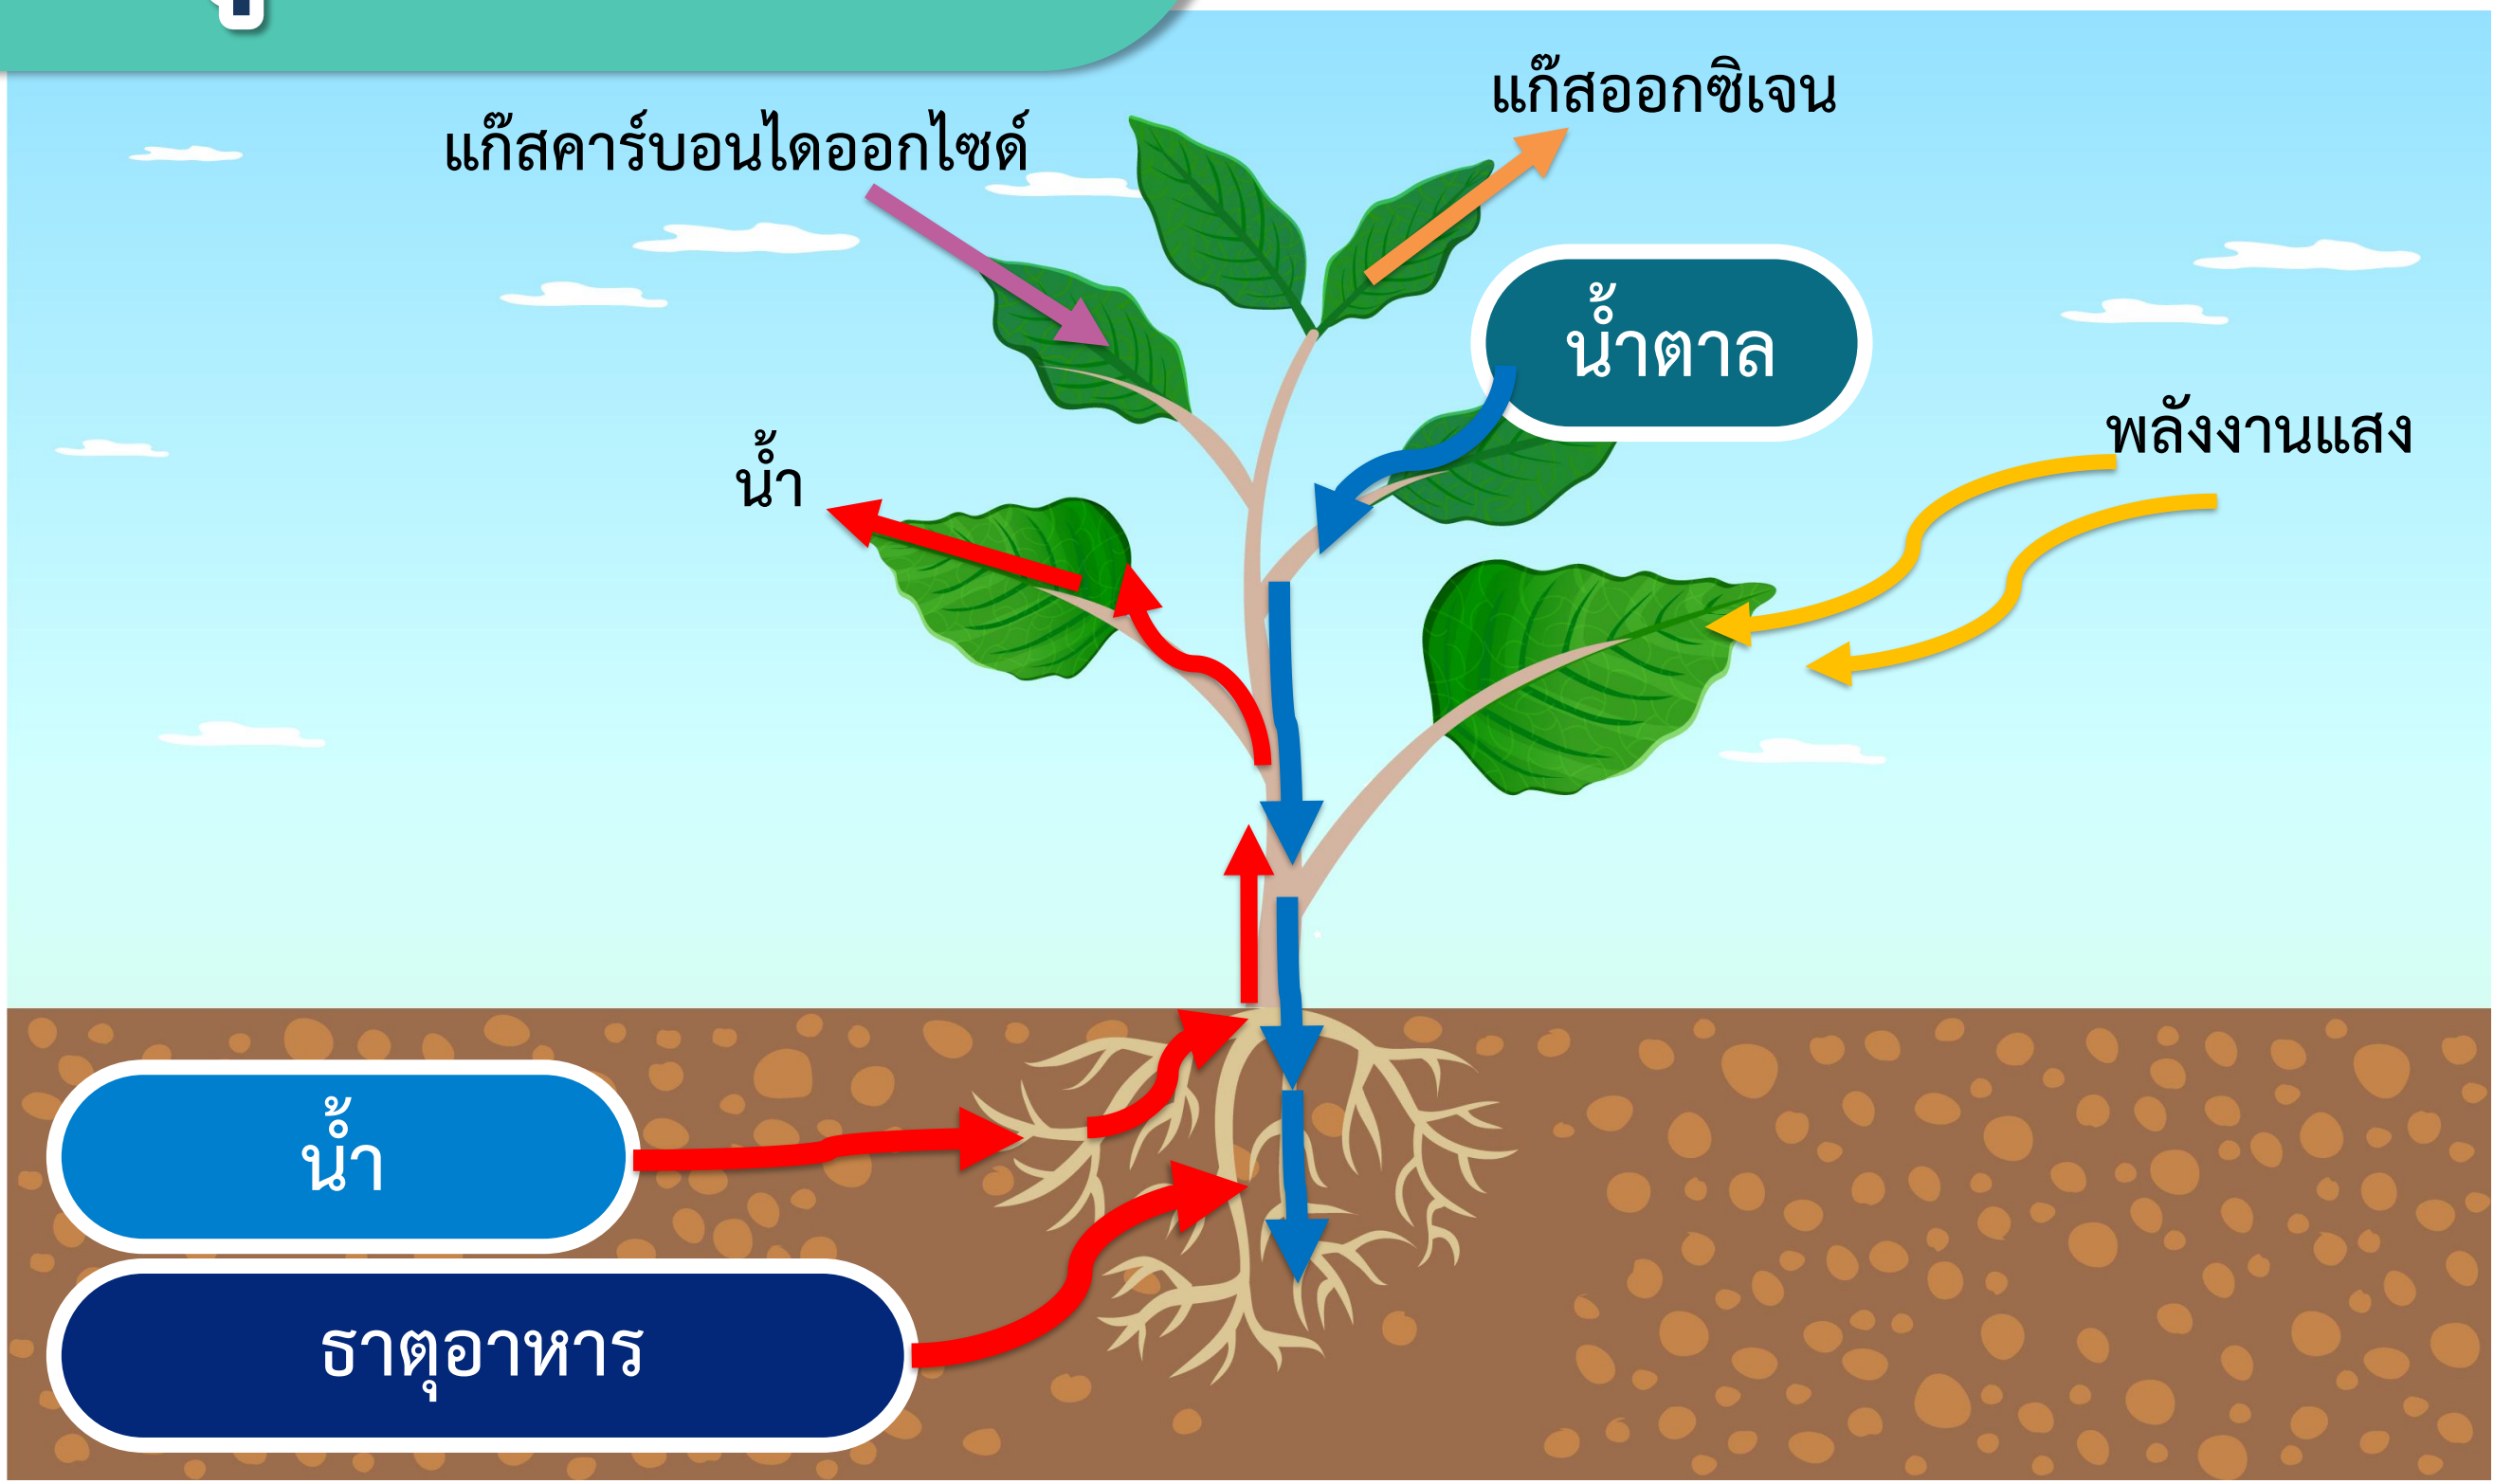 แก๊สออกซิเจน
แก๊สคาร์บอนไดออกไซด์
น้ำตาล
พลังงานแสง
น้ำ
น้ำ
ธาตุอาหาร